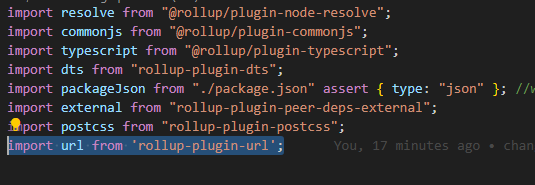 import resolve from "@rollup/plugin-node-resolve";
import commonjs from "@rollup/plugin-commonjs";
import typescript from "@rollup/plugin-typescript";
import dts from "rollup-plugin-dts";
import packageJson from "./package.json" assert { type: "json" }; //w
import external from "rollup-plugin-peer-deps-external";
import postcss from "rollup-plugin-postcss";
import url from 'rollup-plugin-url'; You, 17 minutes ago • chan